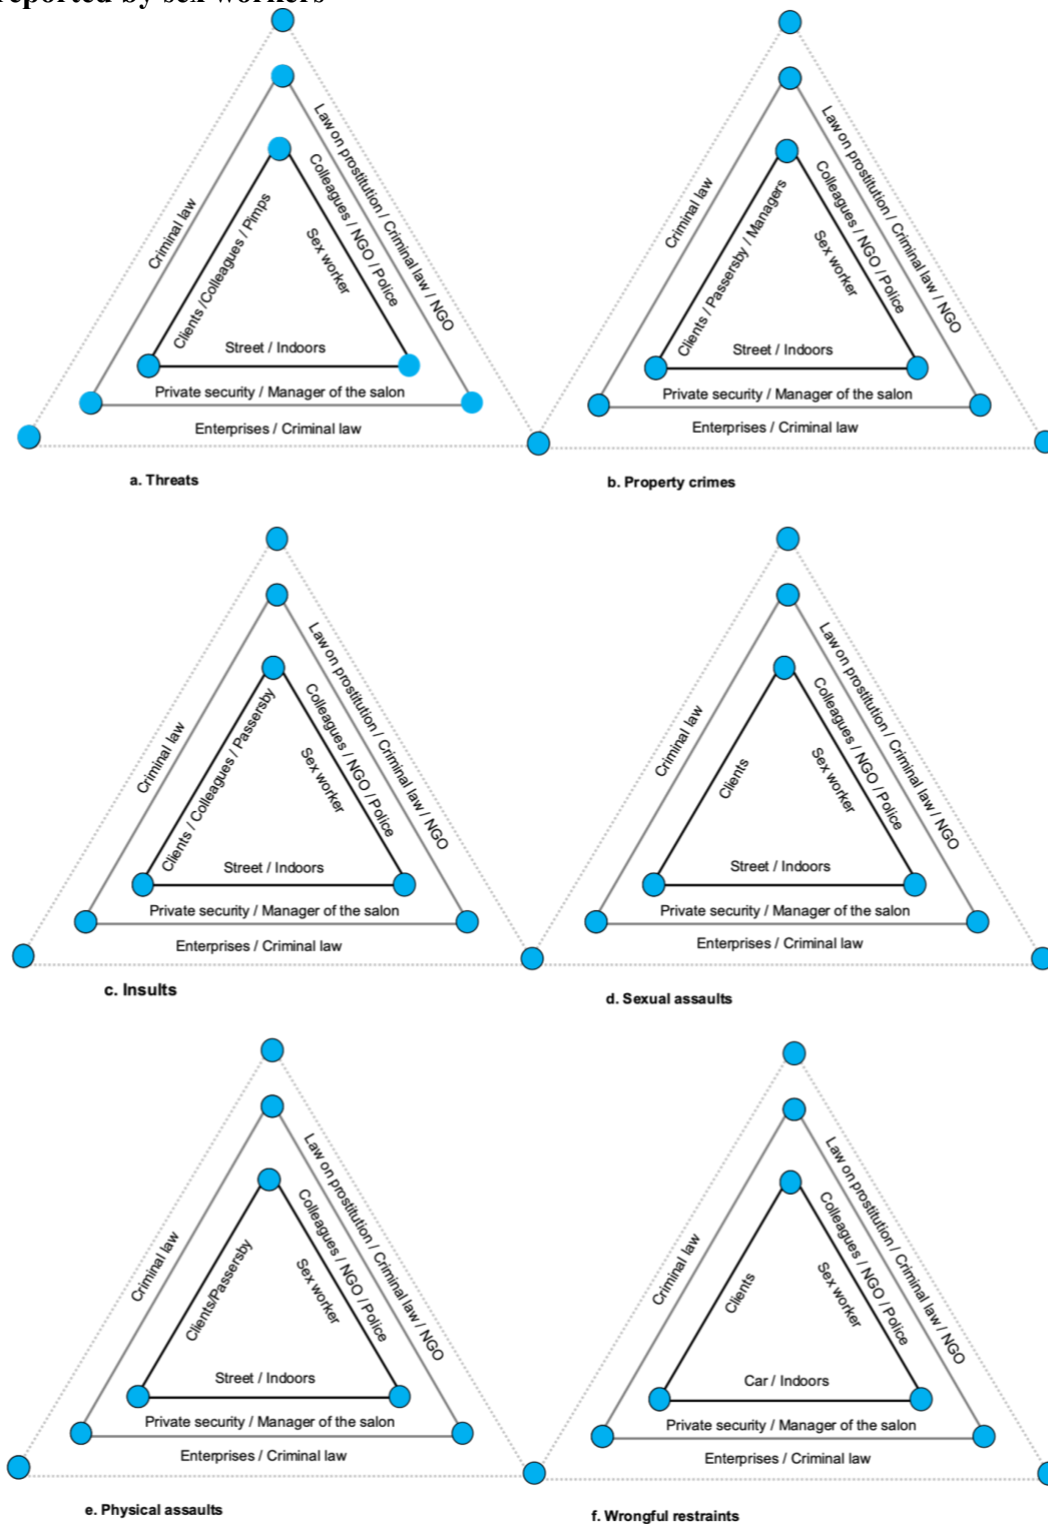 reported by sex workers
Criminal law
Law on prostitution / Criminal law / NGO
Colleagues / NGO / Police
Clients /Colleagues / Pimps
Sex worker
Street / Indoors
Private security / Manager of the salon
Enterprises / Criminal law
a. Threats
Criminal law
Law on prostitution / Criminal law / NGO
Colleagues / NGO / Police
Clients / Passersby / Managers
Sex worker
Street / Indoors
Private security / Manager of the salon
Enterprises / Criminal law
b. Property crimes
Criminal law
Law on prostitution / Criminal law / NGO
Colleagues / NGO / Police
Clients / Colleagues / Passersby
Sex worker
Street / Indoors
Private security / Manager of the salon
Enterprises / Criminal law
c. Insults
Criminal law
Law on prostitution / Criminal law / NGO
Colleagues / NGO / Police
Clients
Sex worker
Street / Indoors
Private security / Manager of the salon
Enterprises / Criminal law
d. Sexual assaults
Criminal law
Law on prostitution / Criminal law / NGO
Colleagues / NGO / Police
Clients/Passersby
Sex worker
Street / Indoors
Private security / Manager of the salon
Enterprises / Criminal law
e. Physical assaults
Criminal law
Law on prostitution / Criminal law / NGO
Colleagues / NGO / Police
Clients
Sex worker
Car / Indoors
Private security / Manager of the salon
Enterprises / Criminal law
f. Wrongful restraints